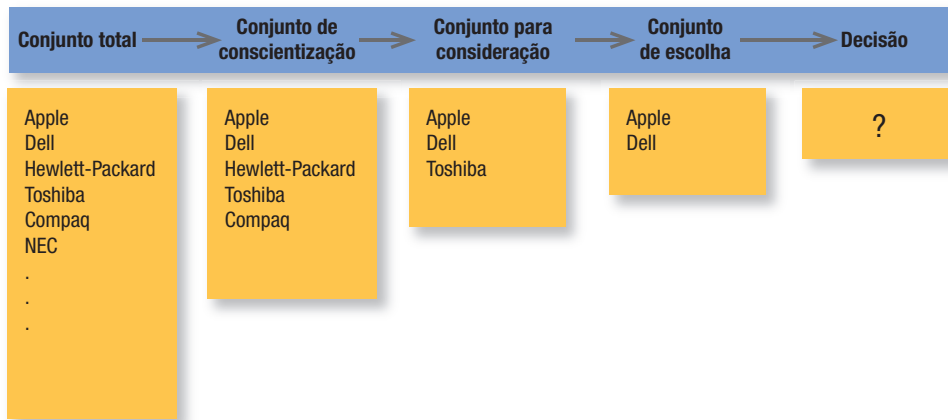 Conjunto total
Conjunto de
conscientização
Conjunto para
consideração
Conjunto
de escolha
Decisão
Apple
Dell
Hewlett-Packard
Toshiba
Compaq
NEC
.
.
.
Apple
Dell
Hewlett-Packard
Toshiba
Compaq
Apple
Dell
Toshiba
Apple
Dell
?